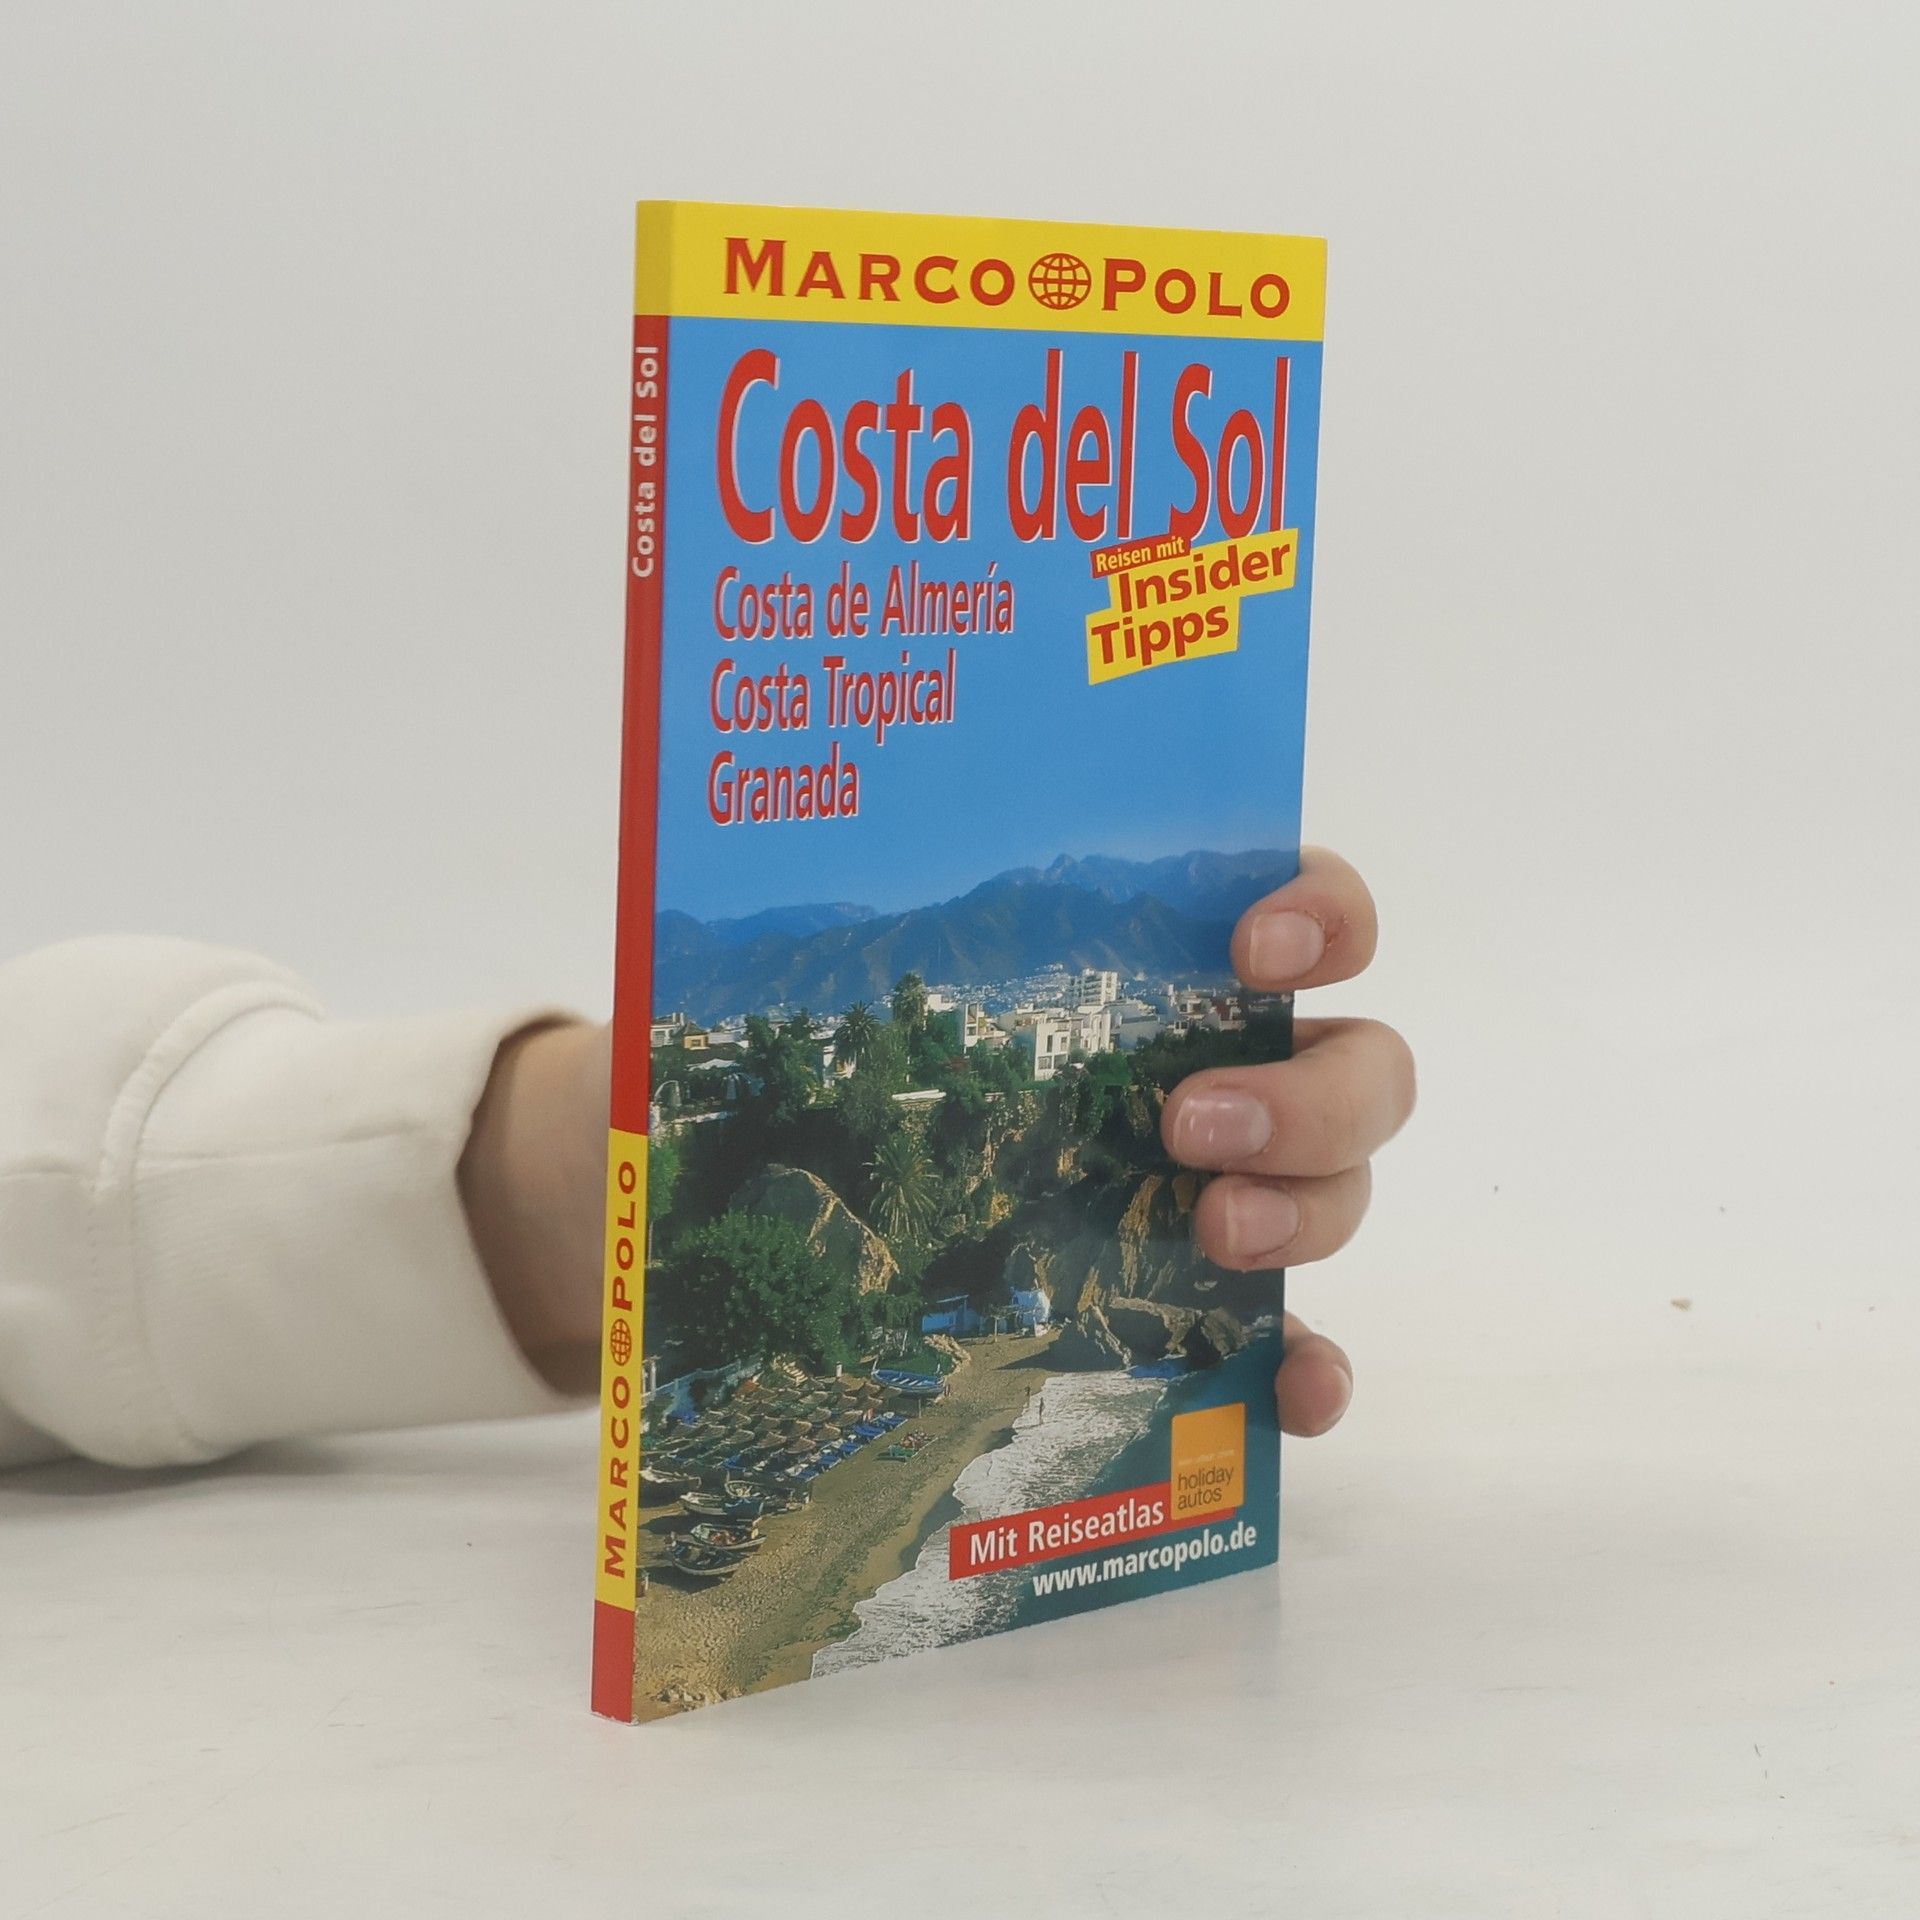 MARCO POLO
Costa del Sol
Reisen mit
Insider
Tipps
Costa de Almería
Costa Tropical
Granada
holiday
autos
Mit Reiseatlas
www.marcopolo.de
Costa del Sol
MARCO POLO